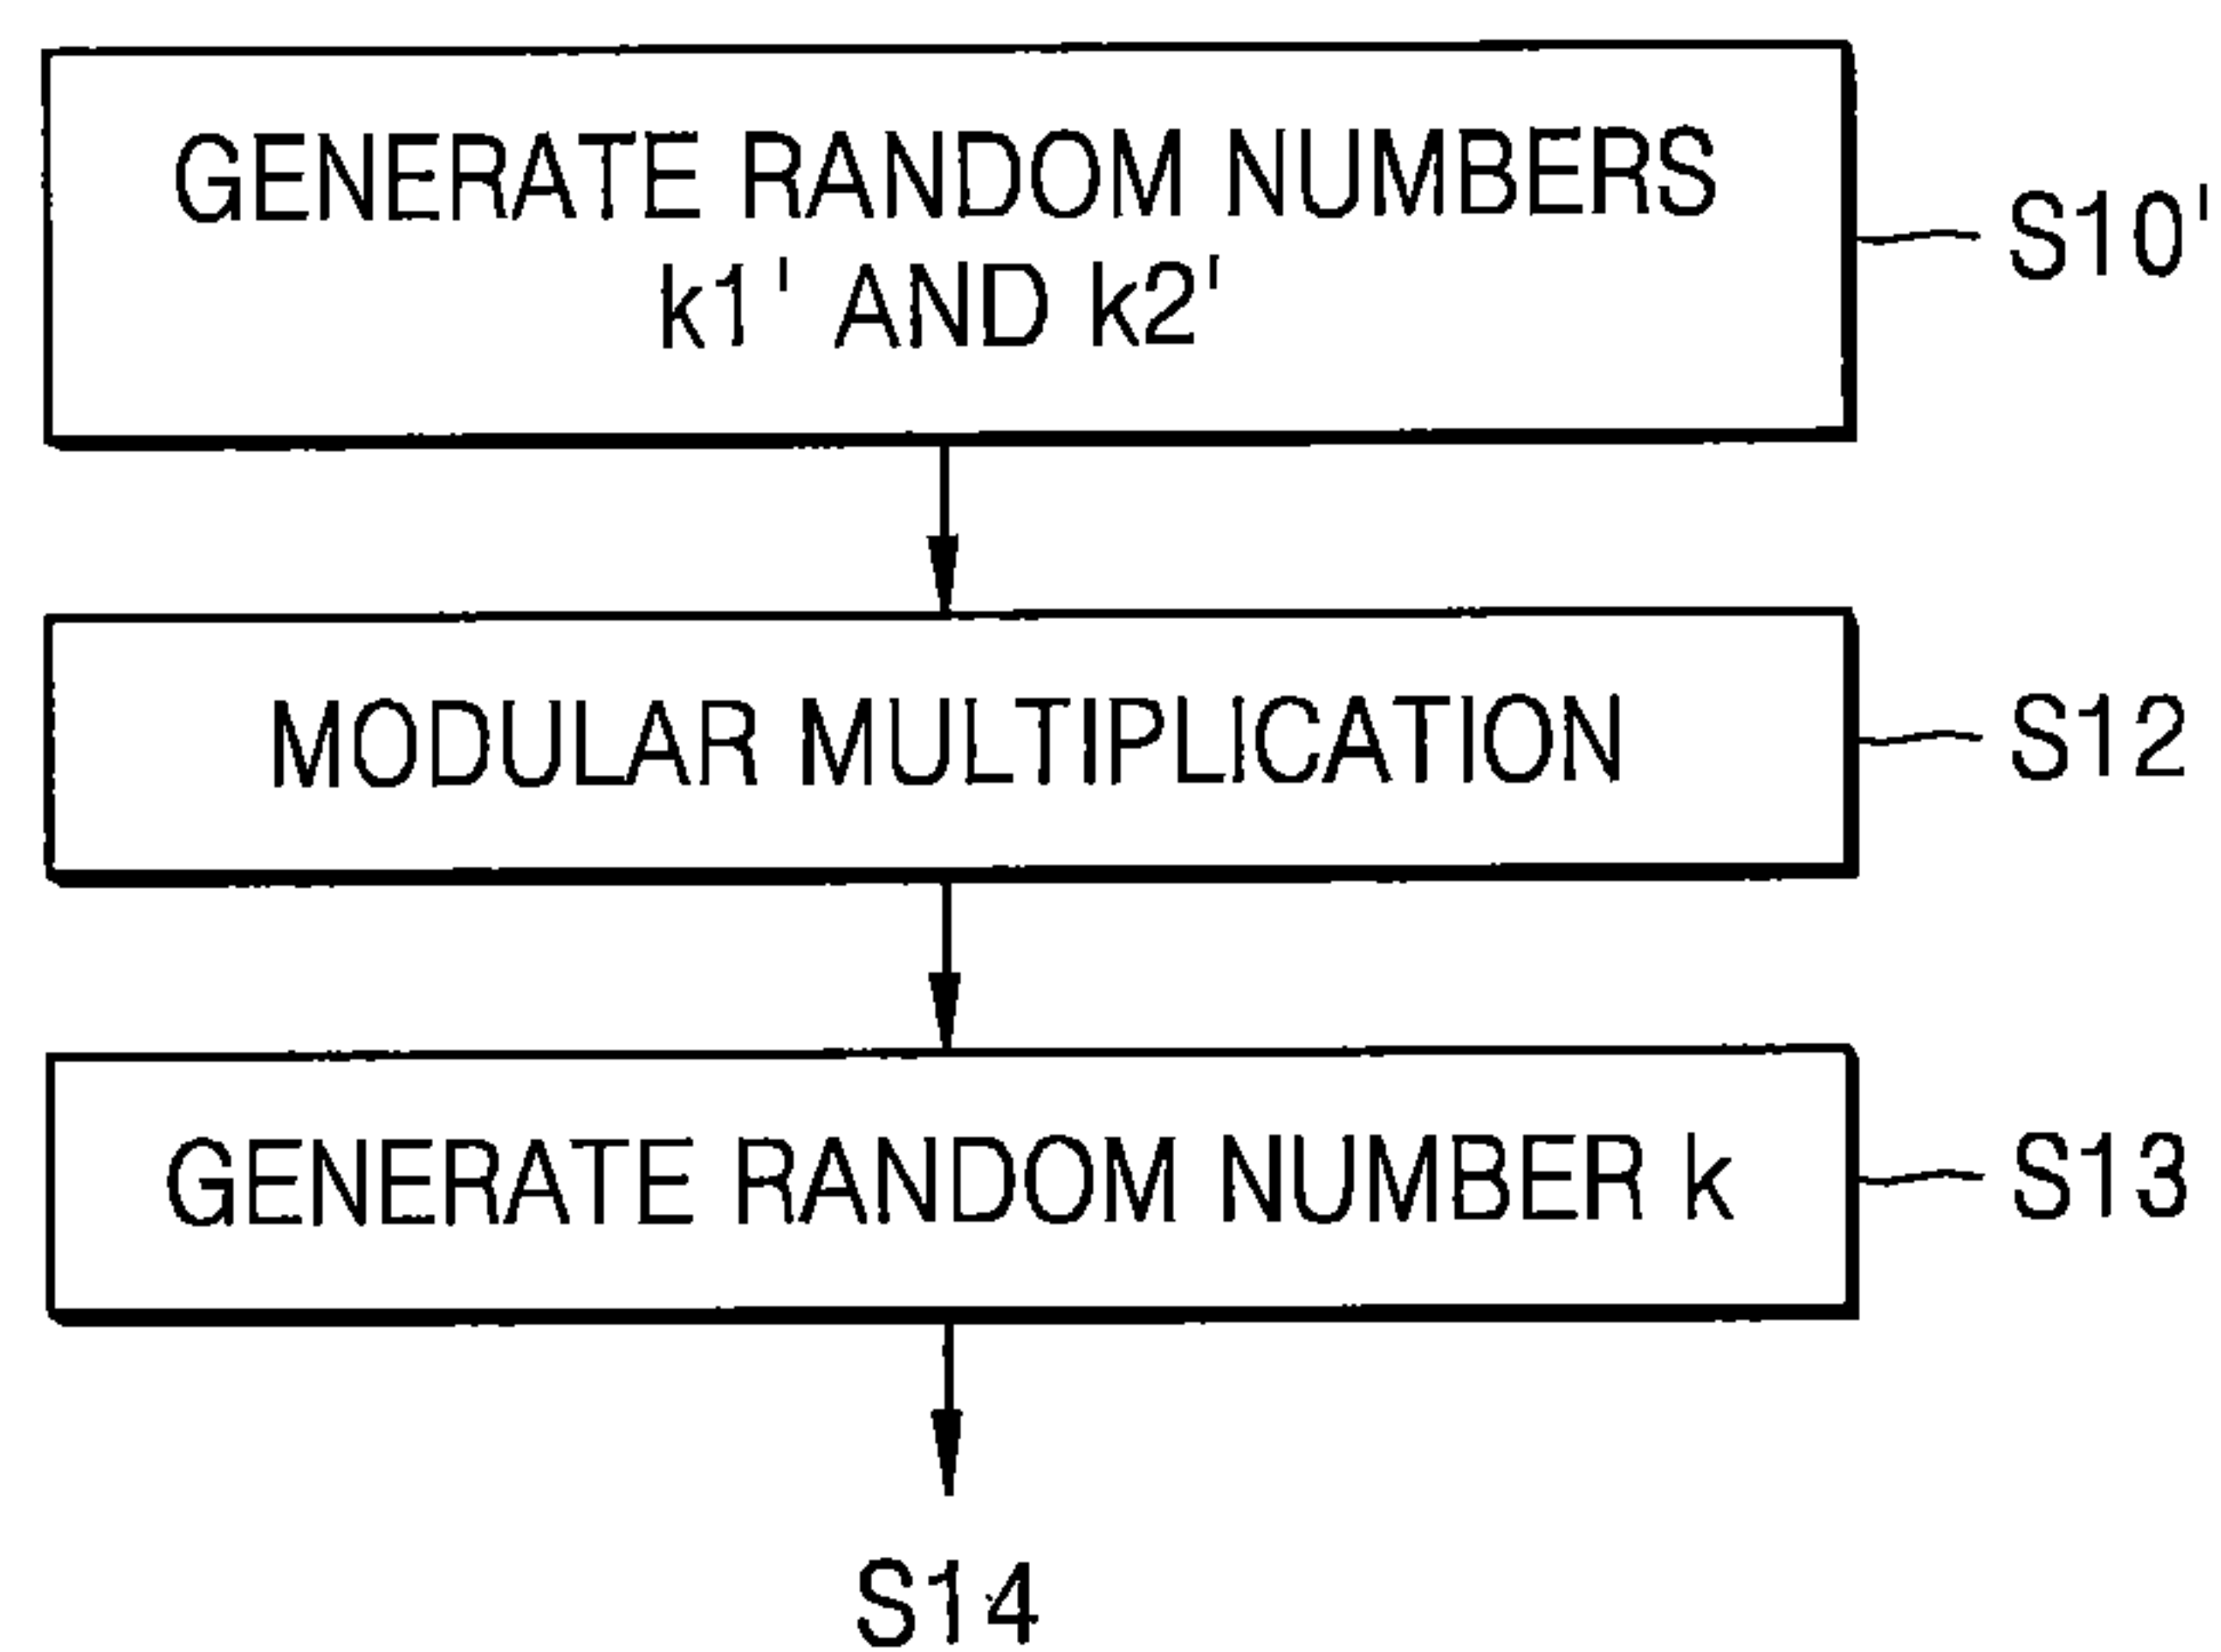 GENERATE RANDOM NUMBERS
k1' AND k2'
S10'
MODULAR MULTIPLICATION
S12
GENERATE RANDOM NUMBER k
S13
S14